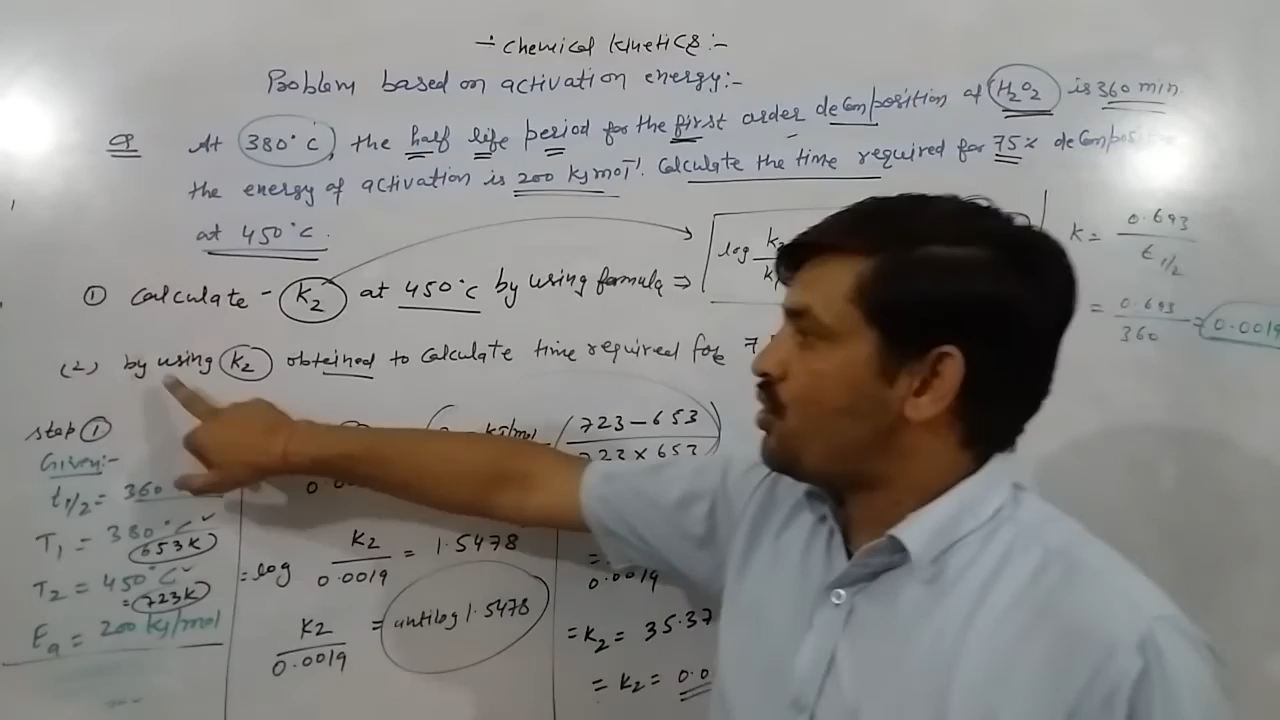 -: Chemical Kinetics:-
Problem based on activation energy:-
Q At 380°C, the half life period for the first order decomposition of H2O2 is 360 min.
the energy of activation is 200 kJ mol-1. Calculate the time required for 75%
at 450°C.
① Calculate - K2 at 450°C by using formula ⇒ log
K = 0.693 / t1/2
= 0.693 / 360 = 0.0019
(2) by using K2 obtained to calculate time required for
step ①
Given:-
t1/2 = 360
T1 = 380°C
653K
T2 = 450°C
= 723K
Ea = 200 kJ/mol
kJ/mol (723 - 653 / 723 x 653)
= log K2 / 0.0019 = 1.5478
K2 / 0.0019 = antilog 1.5478
0.0019
= K2 = 35.37
= K2 = 0.0